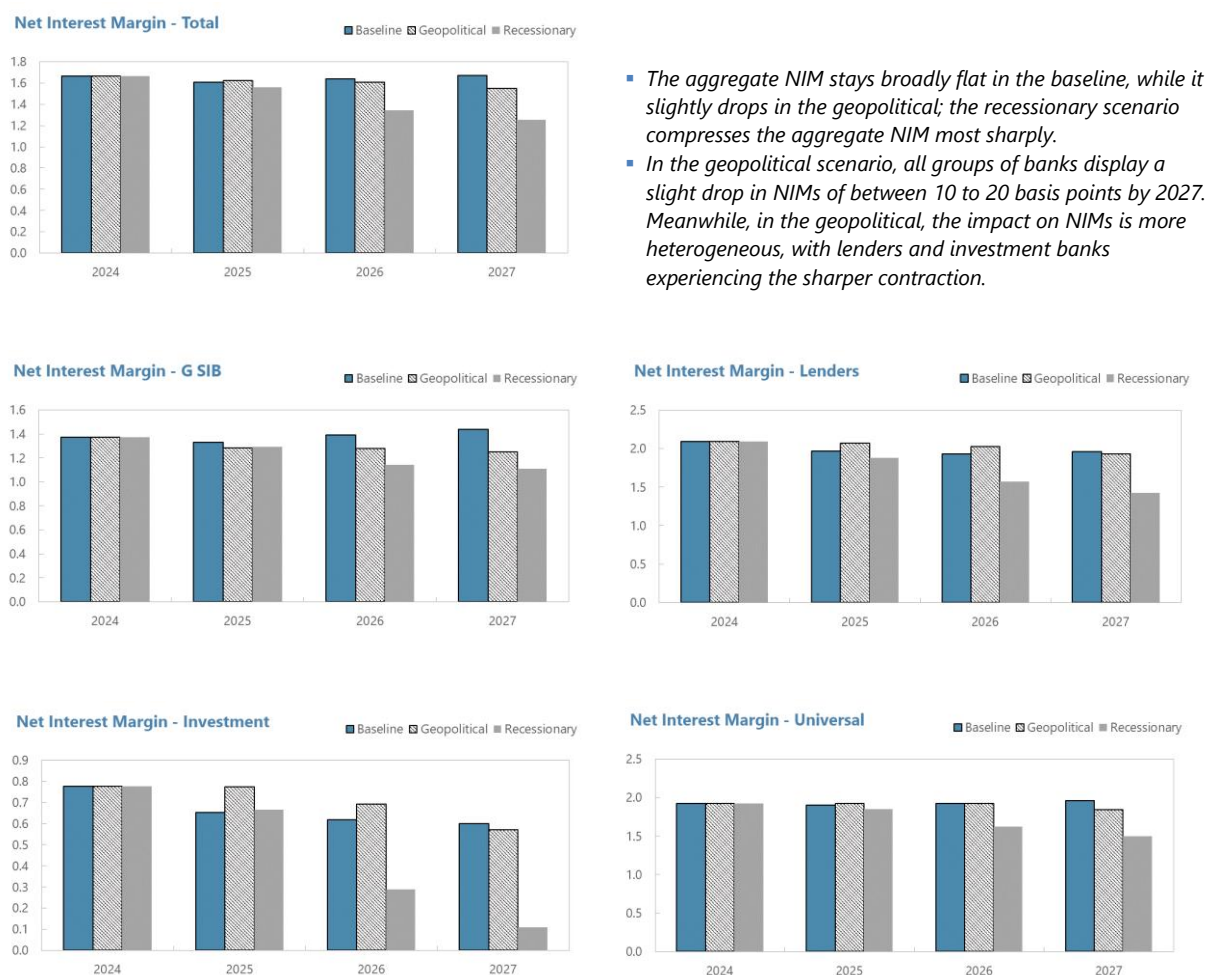 Net Interest Margin - Total
Baseline Geopolitical Recessionary
1.8
1.6
1.4
1.2
1.0
0.8
0.6
0.4
0.2
0.0
2024 2025 2026 2027
▪ The aggregate NIM stays broadly flat in the baseline, while it
slightly drops in the geopolitical; the recessionary scenario
compresses the aggregate NIM most sharply.
▪ In the geopolitical scenario, all groups of banks display a
slight drop in NIMs of between 10 to 20 basis points by 2027.
Meanwhile, in the geopolitical, the impact on NIMs is more
heterogeneous, with lenders and investment banks
experiencing the sharper contraction.
Net Interest Margin - G SIB
Baseline Geopolitical Recessionary
1.6
1.4
1.2
1.0
0.8
0.6
0.4
0.2
0.0
2024 2025 2026 2027
Net Interest Margin - Lenders
Baseline Geopolitical Recessionary
2.5
2.0
1.5
1.0
0.5
0.0
2024 2025 2026 2027
Net Interest Margin - Investment
Baseline Geopolitical Recessionary
0.9
0.8
0.7
0.6
0.5
0.4
0.3
0.2
0.1
0.0
2024 2025 2026 2027
Net Interest Margin - Universal
Baseline Geopolitical Recessionary
2.5
2.0
1.5
1.0
0.5
0.0
2024 2025 2026 2027